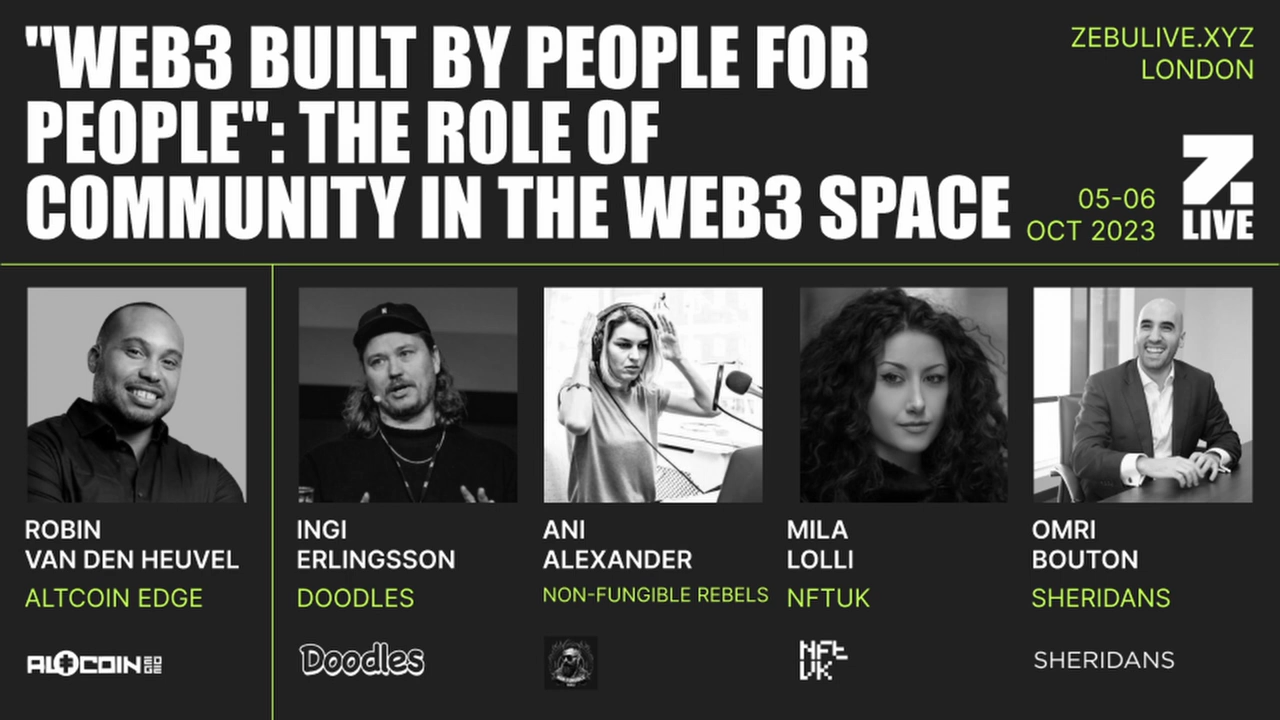 "WEB3 BUILT BY PEOPLE FOR
PEOPLE": THE ROLE OF
COMMUNITY IN THE WEB3 SPACE
ZEBULIVE.XYZ
LONDON
05-06
OCT 2023
Z.
LIVE
ROBIN
VAN DEN HEUVEL
ALTCOIN EDGE
INGI
ERLINGSSON
DOODLES
Doodles
ANI
ALEXANDER
NON-FUNGIBLE REBELS
MILA
LOLLI
NFTUK
NFT
UK
OMRI
BOUTON
SHERIDANS
SHERIDANS